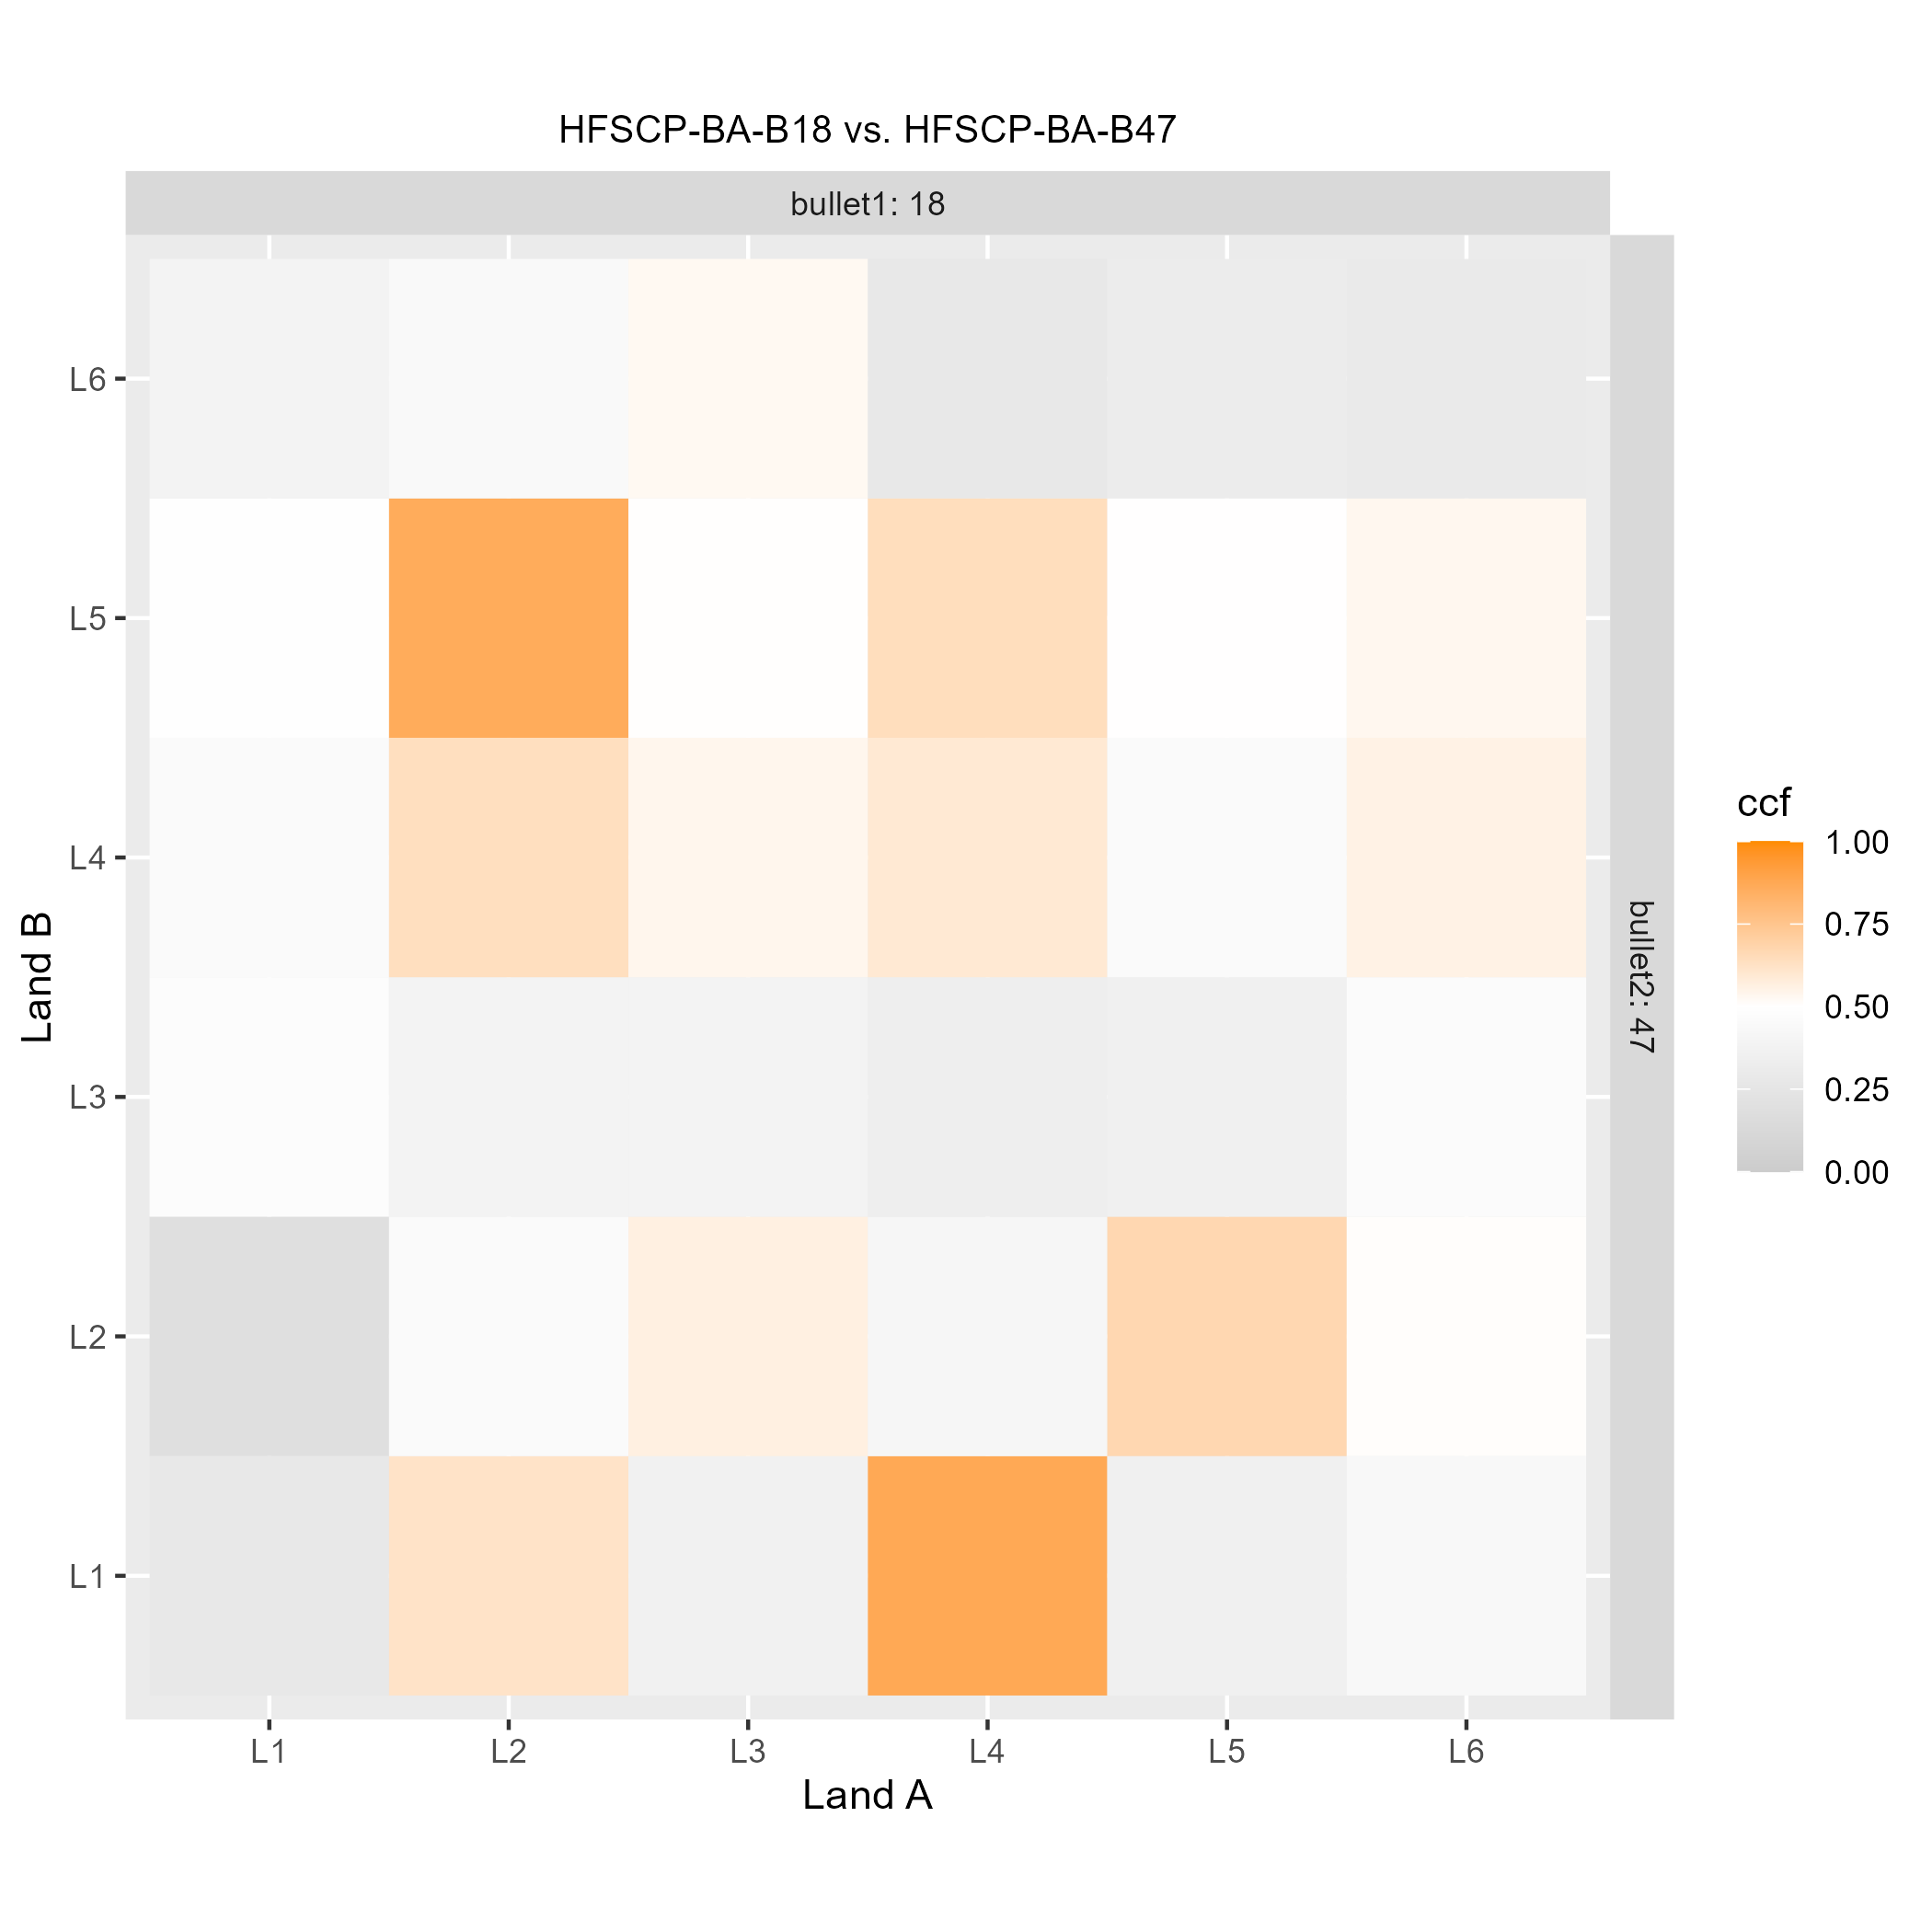 HFSCP-BA-B18 vs. HFSCP-BA-B47
bullet1: 18
bullet2: 47
Land B
L6
L5
L4
L3
L2
L1
L1 L2 L3 L4 L5 L6
Land A
ccf
1.00
0.75
0.50
0.25
0.00